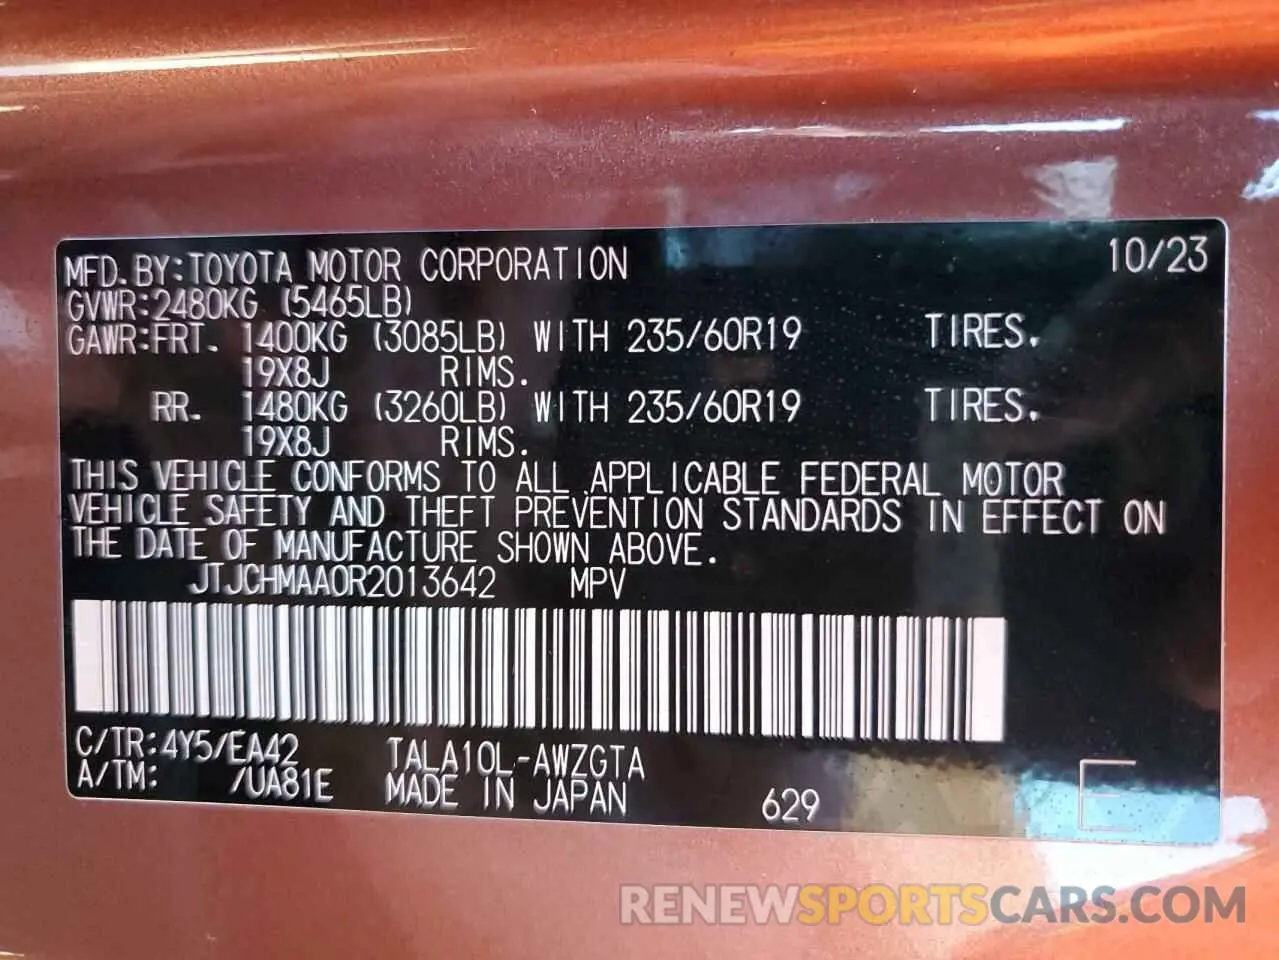 MFD. BY:TOYOTA MOTOR CORPORATION 10/23
GVWR:2480KG (5465LB)
GAWR:FRT. 1400KG (3085LB) WITH 235/60R19 TIRES.
19X8J RIMS.
RR. 1480KG (3260LB) WITH 235/60R19 TIRES.
19X8J RIMS.
THIS VEHICLE CONFORMS TO ALL APPLICABLE FEDERAL MOTOR
VEHICLE SAFETY AND THEFT PREVENTION STANDARDS IN EFFECT ON
THE DATE OF MANUFACTURE SHOWN ABOVE.
JTJCHMAA0R2013642 MPV
C/TR:4Y5/EA42 TALA10L-AWZGTA
A/TM: /UA81E MADE IN JAPAN 629 E
RENEWSPORTSCARS.COM